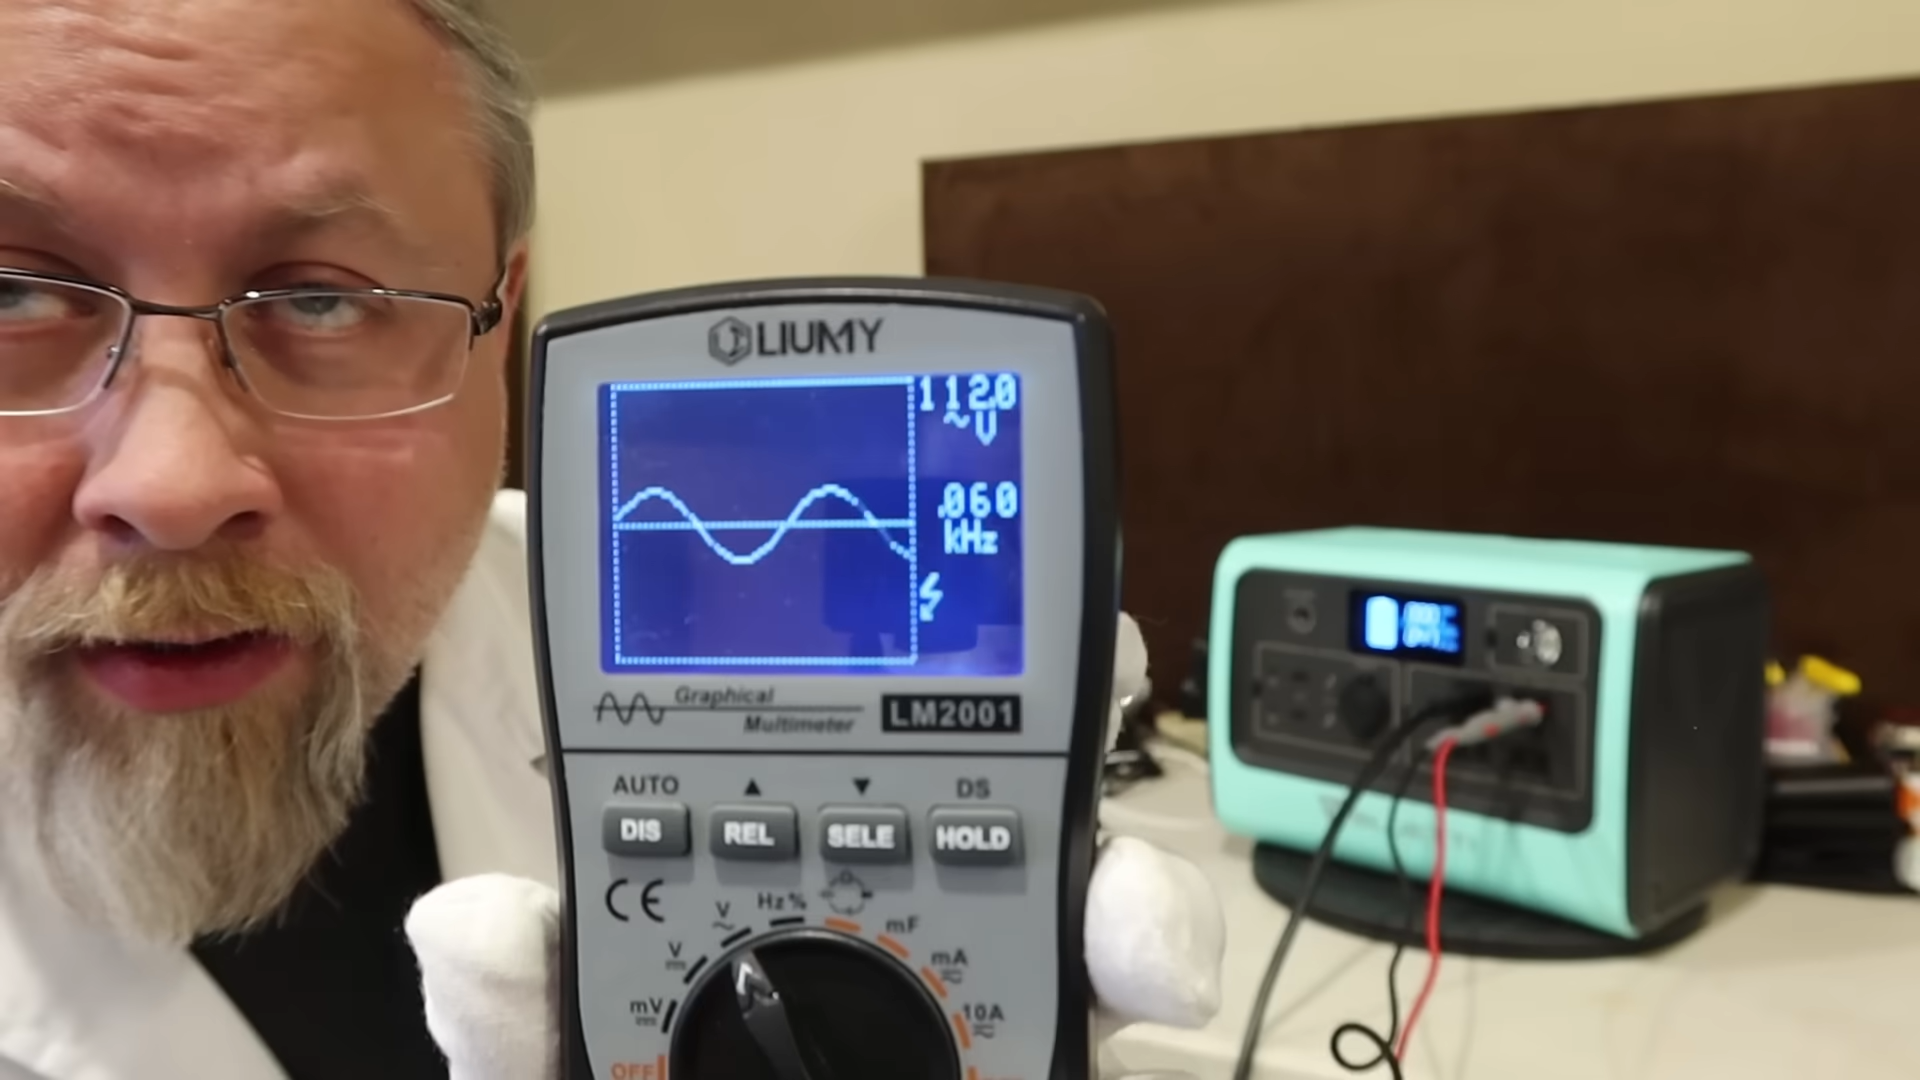 LIUMY
112.0
~V
.060
kHz
Graphical
Multimeter
LM2001
AUTO ▲ ▼ DS
DIS REL SELE HOLD
CE
Hz%
V
mF
V
mA
mV
10A
OFF